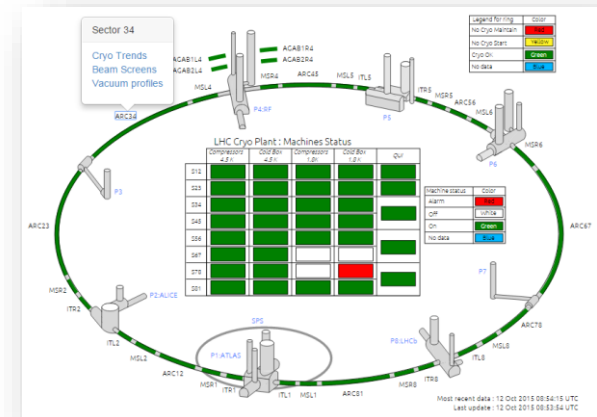 Sector 34
Cryo Trends
Beam Screens
Vacuum profiles
ACAB1L4
ACAB2L4
ACAB1R4
ACAB2R4
MSL4
P4:RF
MSR4
ARC45
MSL5
ITL5
P5
ITR5
MSR5
ARC56
MSL6
P6
MSR6
Legend for ring Color
No Cryo Maintain Red
No Cryo Start Yellow
Cryo Ok Green
No data Blue
ARC34
P3
ARC23
LHC Cryo Plant : Machines Status
Compressors 4.5 K
Cold Box 4.5 K
Compressors 1.8K
Cold Box 1.8 K
QUI
S12
S23
S34
S45
S56
S67
S78
S81
Machine status Color
Alarm Red
Off White
On Green
No data Blue
ARC67
P7
MSR2
ITR2
P2:ALICE
ITL2
MSL2
ARC12
SPS
P1:ATLAS
MSR1
ITR1
ITL1
MSL1
ARC81
MSR8
ITR8
P8:LHCb
ITL8
MSL8
ARC78
Most recent data : 12 Oct 2015 08:54:15 UTC
Last update : 12 Oct 2015 08:53:54 UTC